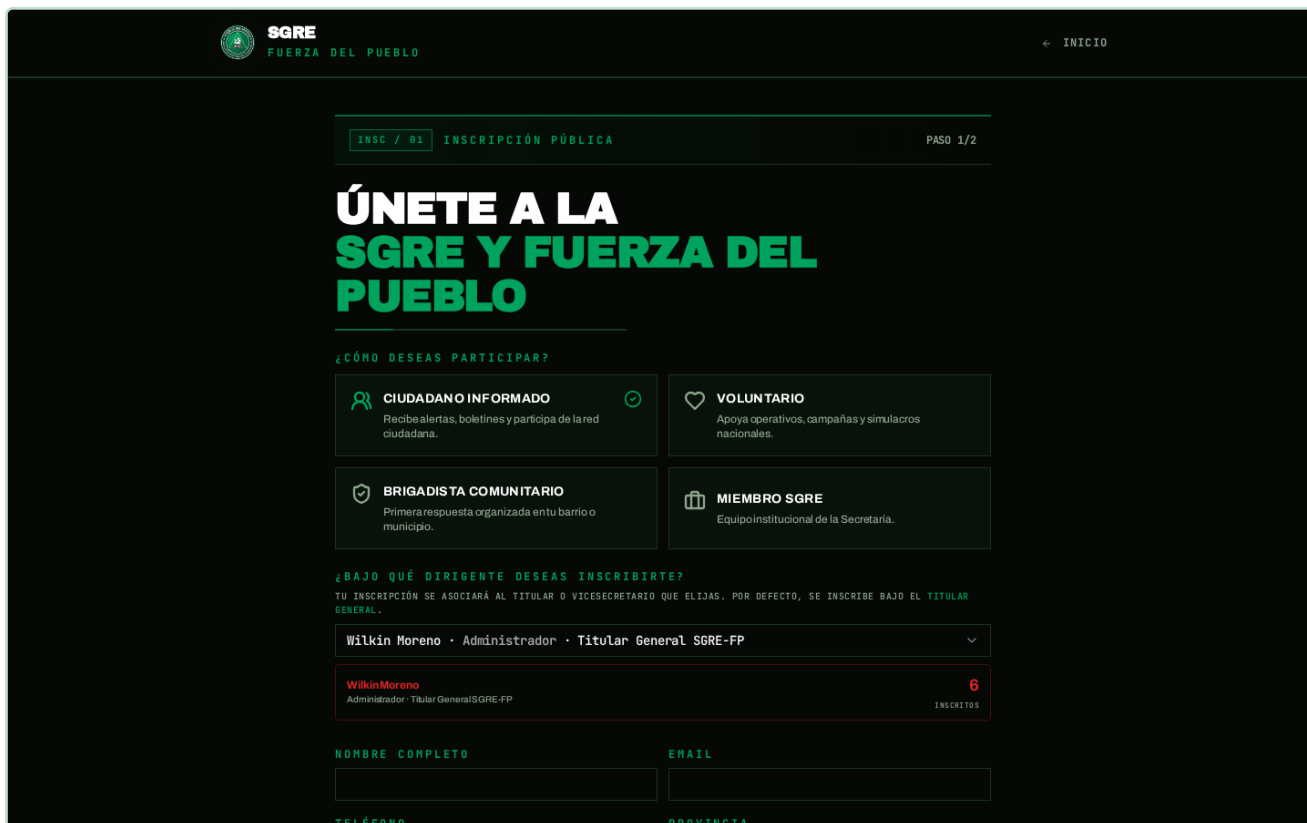 SGRE
FUERZA DEL PUEBLO
← INICIO
INSC / 01
INSCRIPCIÓN PÚBLICA
PASO 1/2
ÚNETE A LA
SGRE Y FUERZA DEL
PUEBLO
¿CÓMO DESEAS PARTICIPAR?
CIUDADANO INFORMADO
Recibe alertas, boletines y participa de la red
ciudadana.
VOLUNTARIO
Apoya operativos, campañas y simulacros
nacionales.
BRIGADISTA COMUNITARIO
Primera respuesta organizada en tu barrio o
municipio.
MIEMBRO SGRE
Equipo institucional de la Secretaría.
¿BAJO QUÉ DIRIGENTE DESEAS INSCRIBIRTE?
TU INSCRIPCIÓN SE ASOCIARÁ AL TITULAR O VICESECRETARIO QUE ELIJAS. POR DEFECTO, SE INSCRIBE BAJO EL TITULAR
GENERAL.
Wilkin Moreno · Administrador · Titular General SGRE-FP
Wilkin Moreno
Administrador · Titular General SGRE-FP
6
INSCRITOS
NOMBRE COMPLETO
EMAIL
TELÉFONO
PROVINCIA